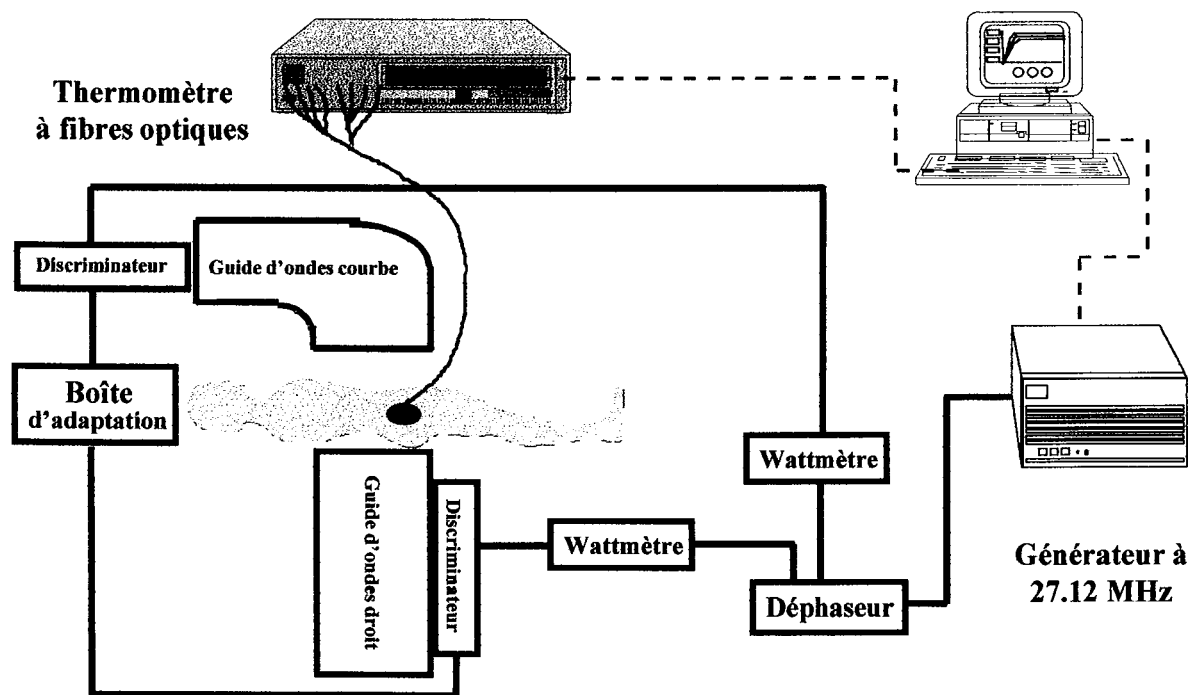 Thermomètre
à fibres optiques
Discriminateur
Guide d'ondes courbe
Boîte
d'adaptation
Wattmètre
Guide d'ondes droit
Discriminateur
Wattmètre
Déphaseur
Générateur à
27.12 MHz